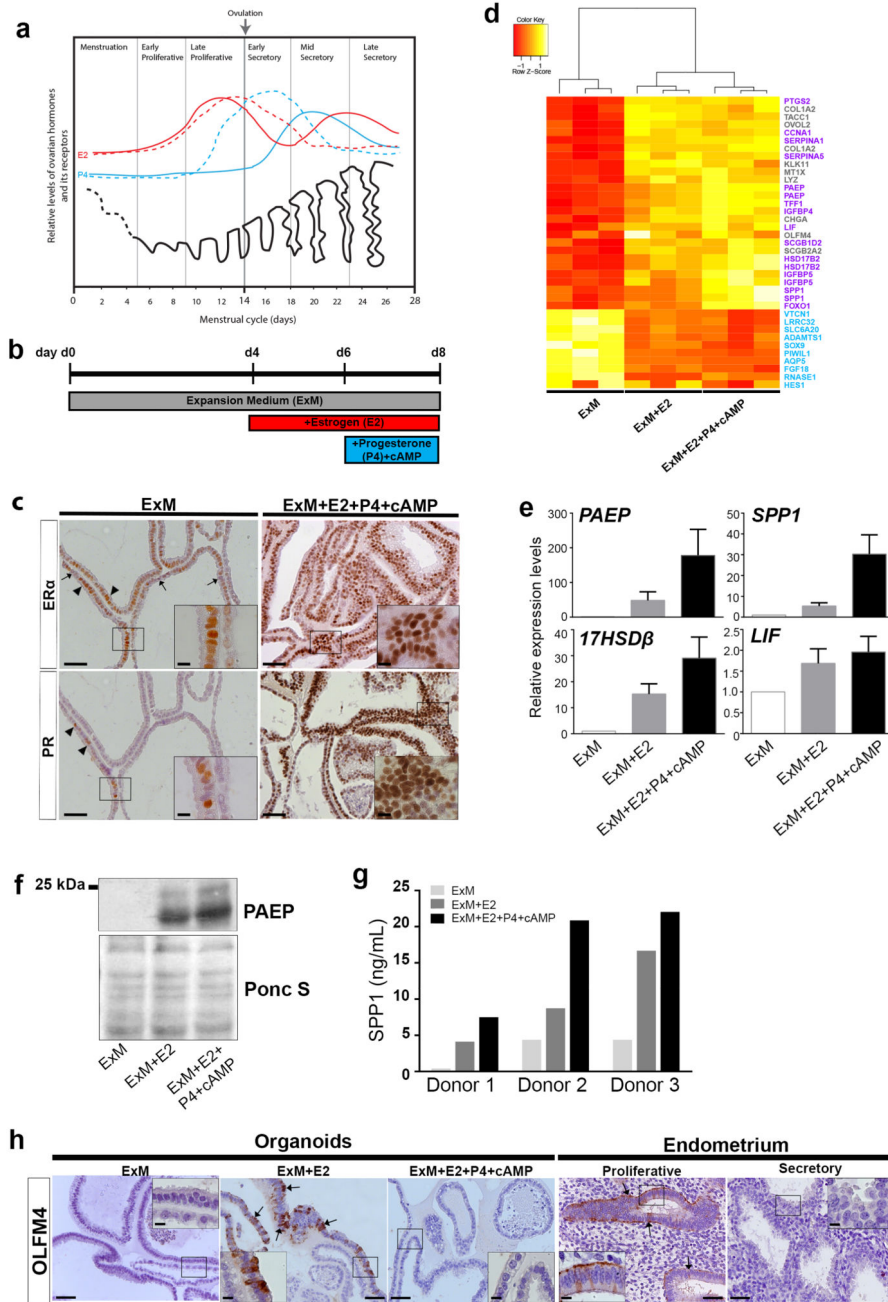 a
Ovulation
Menstruation
Early Proliferative
Late Proliferative
Early Secretory
Mid Secretory
Late Secretory
E2
P4
Relative levels of ovarian hormones
and its receptors
0 2 4 6 8 10 12 14 16 18 20 22 24 26 28
Menstrual cycle (days)
b
day d0 d4 d6 d8
Expansion Medium (ExM)
+Estrogen (E2)
+Progesterone
(P4)+cAMP
c
ExM
ExM+E2+P4+cAMP
ERα
PR
d
Color Key
-1 1
Row Z-Score
PTGS2
COL1A2
TACC1
OVOL2
CCNA1
SERPINA1
COL1A2
SERPINA5
KLK11
MT1X
LYZ
PAEP
PAEP
TFF1
IGFBP4
CHGA
LIF
OLFM4
SCGB1D2
SCGB2A2
HSD17B2
HSD17B2
IGFBP5
IGFBP5
SPP1
SPP1
FOXO1
VTCN1
LRRC32
SLC6A20
ADAMTS1
SOX9
PIWIL1
AQP5
FGF18
RNASE1
HES1
ExM
ExM+E2
ExM+E2+P4+cAMP
e
Relative expression levels
PAEP
300
200
100
0
SPP1
50
40
30
20
10
0
17HSDβ
40
30
20
10
0
LIF
2.5
2.0
1.5
1.0
0.5
0
ExM
ExM+E2
ExM+E2+P4+cAMP
ExM
ExM+E2
ExM+E2+P4+cAMP
f
25 kDa
PAEP
Ponc S
ExM
ExM+E2
ExM+E2+
P4+cAMP
g
ExM
ExM+E2
ExM+E2+P4+cAMP
SPP1 (ng/mL)
25
20
15
10
5
0
Donor 1 Donor 2 Donor 3
h
Organoids
Endometrium
ExM
ExM+E2
ExM+E2+P4+cAMP
Proliferative
Secretory
OLFM4